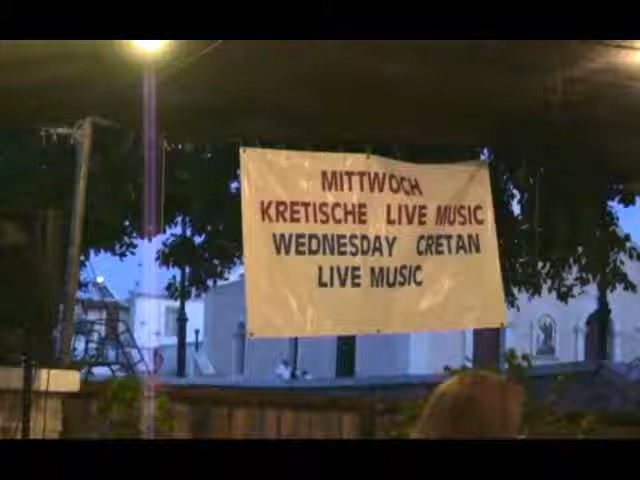 MITTWOCH
KRETISCHE LIVE MUSIC
WEDNESDAY CRETAN
LIVE MUSIC